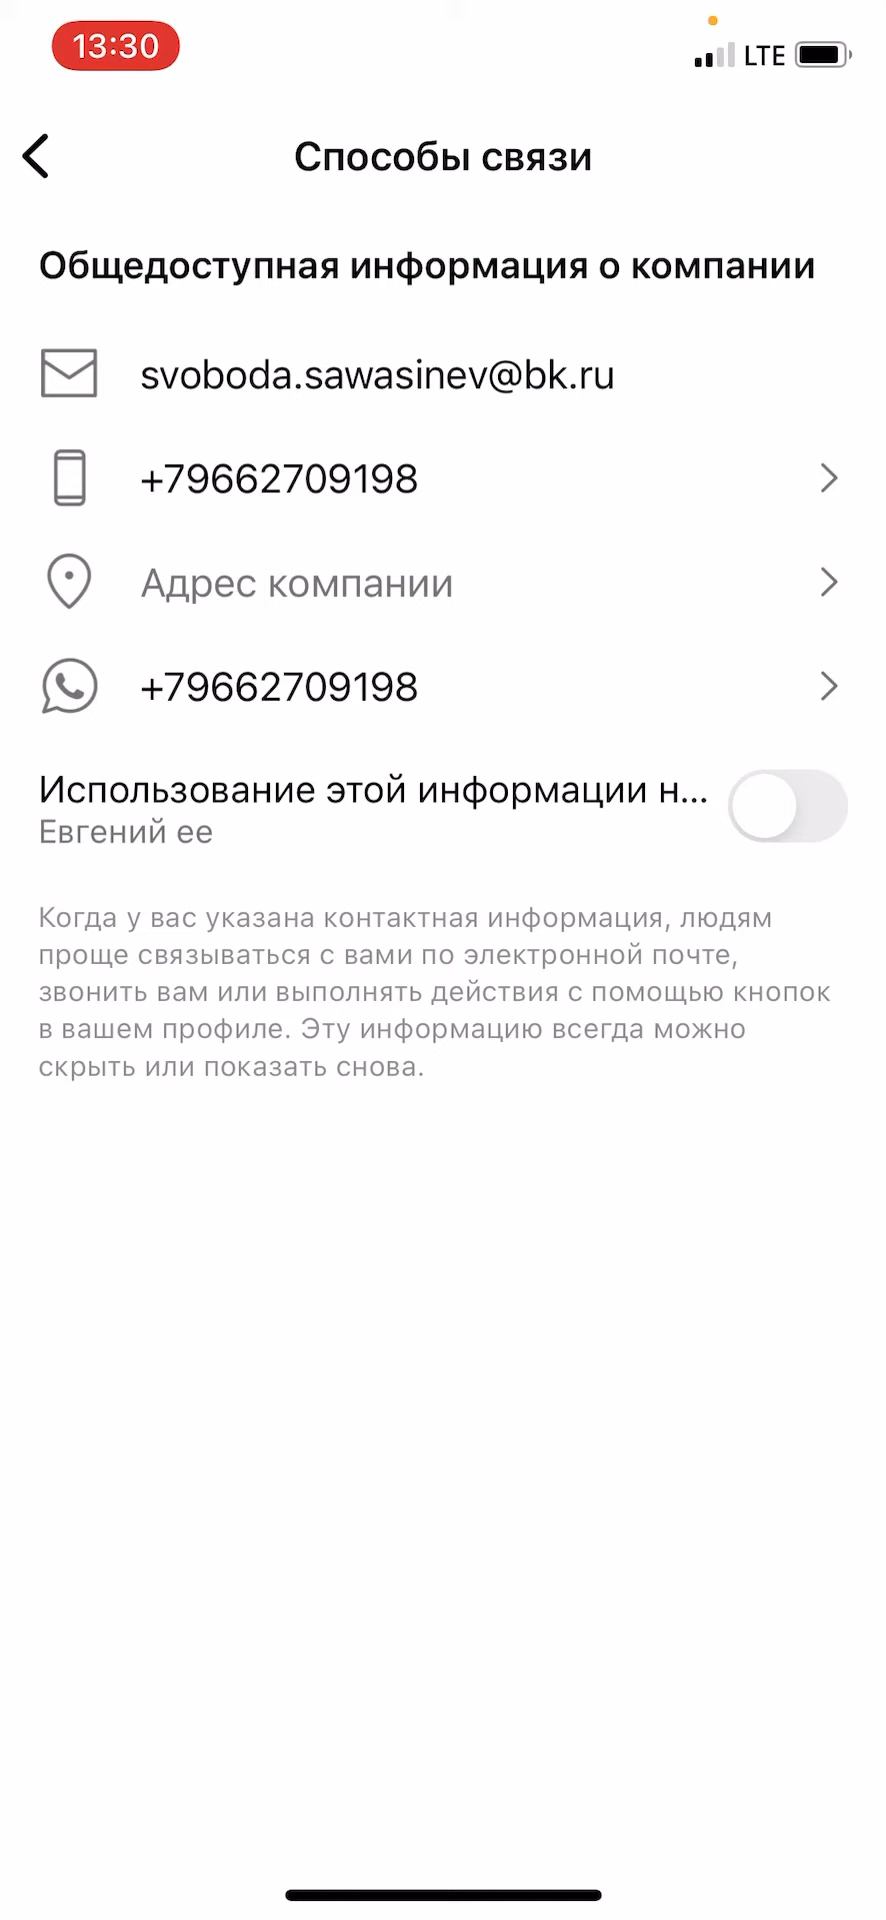 13:30
LTE
Способы связи
Общедоступная информация о компании
svoboda.sawasinev@bk.ru
+79662709198
Адрес компании
+79662709198
Использование этой информации н...
Евгений ее
Когда у вас указана контактная информация, людям
проще связываться с вами по электронной почте,
звонить вам или выполнять действия с помощью кнопок
в вашем профиле. Эту информацию всегда можно
скрыть или показать снова.